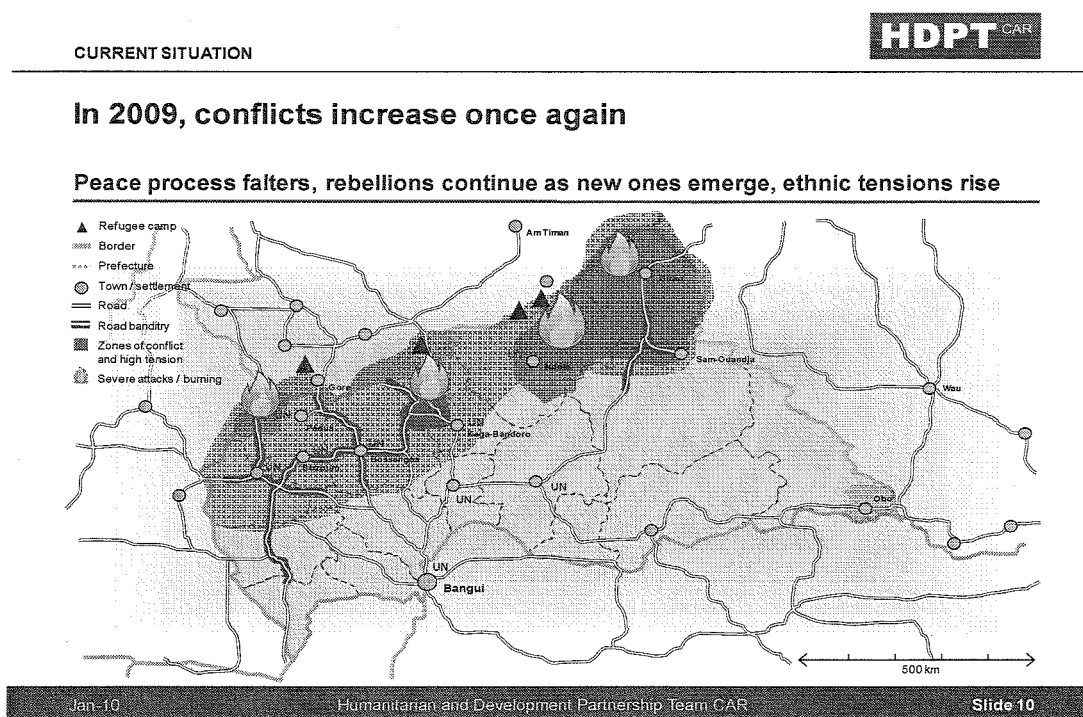 HDPT CAR
CURRENT SITUATION
In 2009, conflicts increase once again
Peace process falters, rebellions continue as new ones emerge, ethnic tensions rise
Refugee camp
Border
Prefecture
Town / settlement
Road
Road banditry
Zones of conflict
and high tension
Severe attacks / burning
Am Timan
Sam-Ouandja
Gore
Wau
UN
Kaga-Bandoro
UN
Bossangoa
UN
UN
Obo
UN
Bangui
500 km
Jan-10
Humanitarian and Development Partnership Team CAR
Slide 10